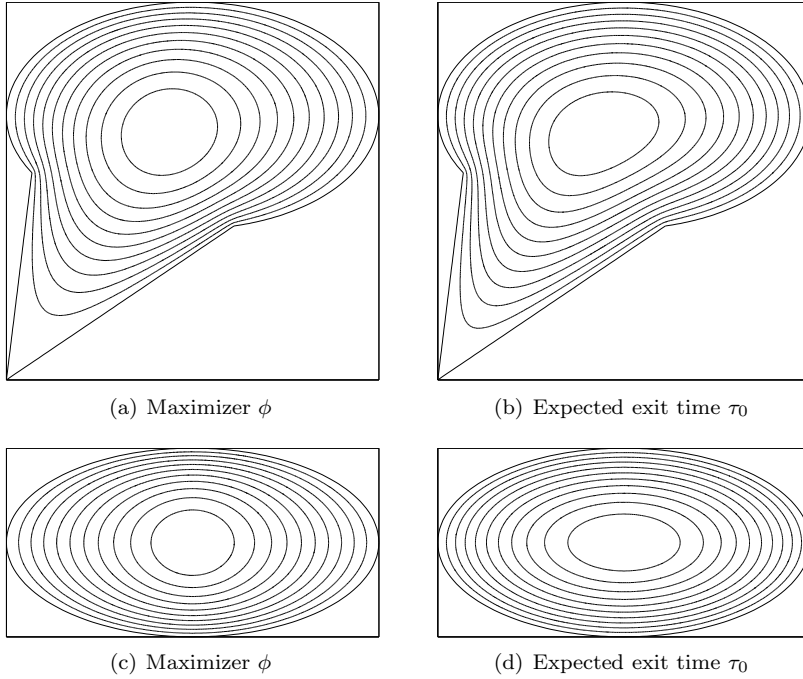 (a) Maximizer ϕ
(b) Expected exit time τ₀
(c) Maximizer ϕ
(d) Expected exit time τ₀